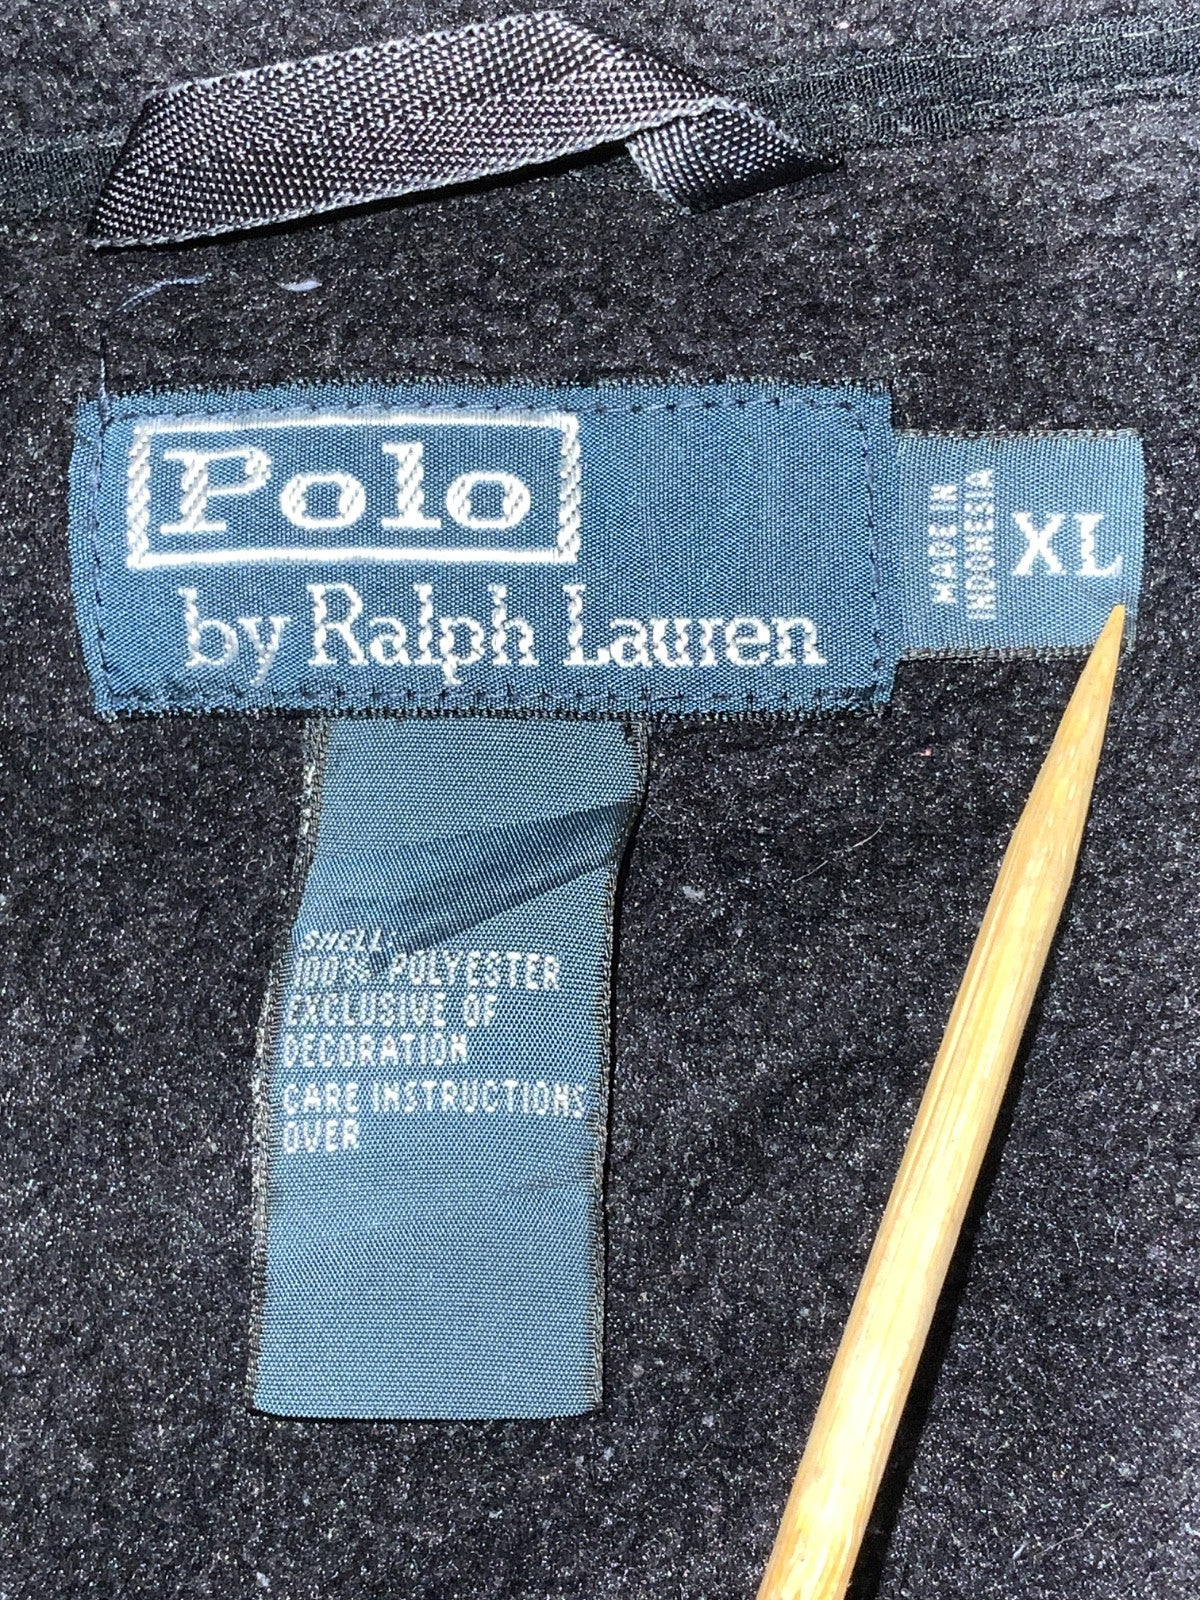 Polo
by Ralph Lauren
MADE IN
INDONESIA
XL
SHELL:
100% POLYESTER
EXCLUSIVE OF
DECORATION
CARE INSTRUCTIONS
OVER